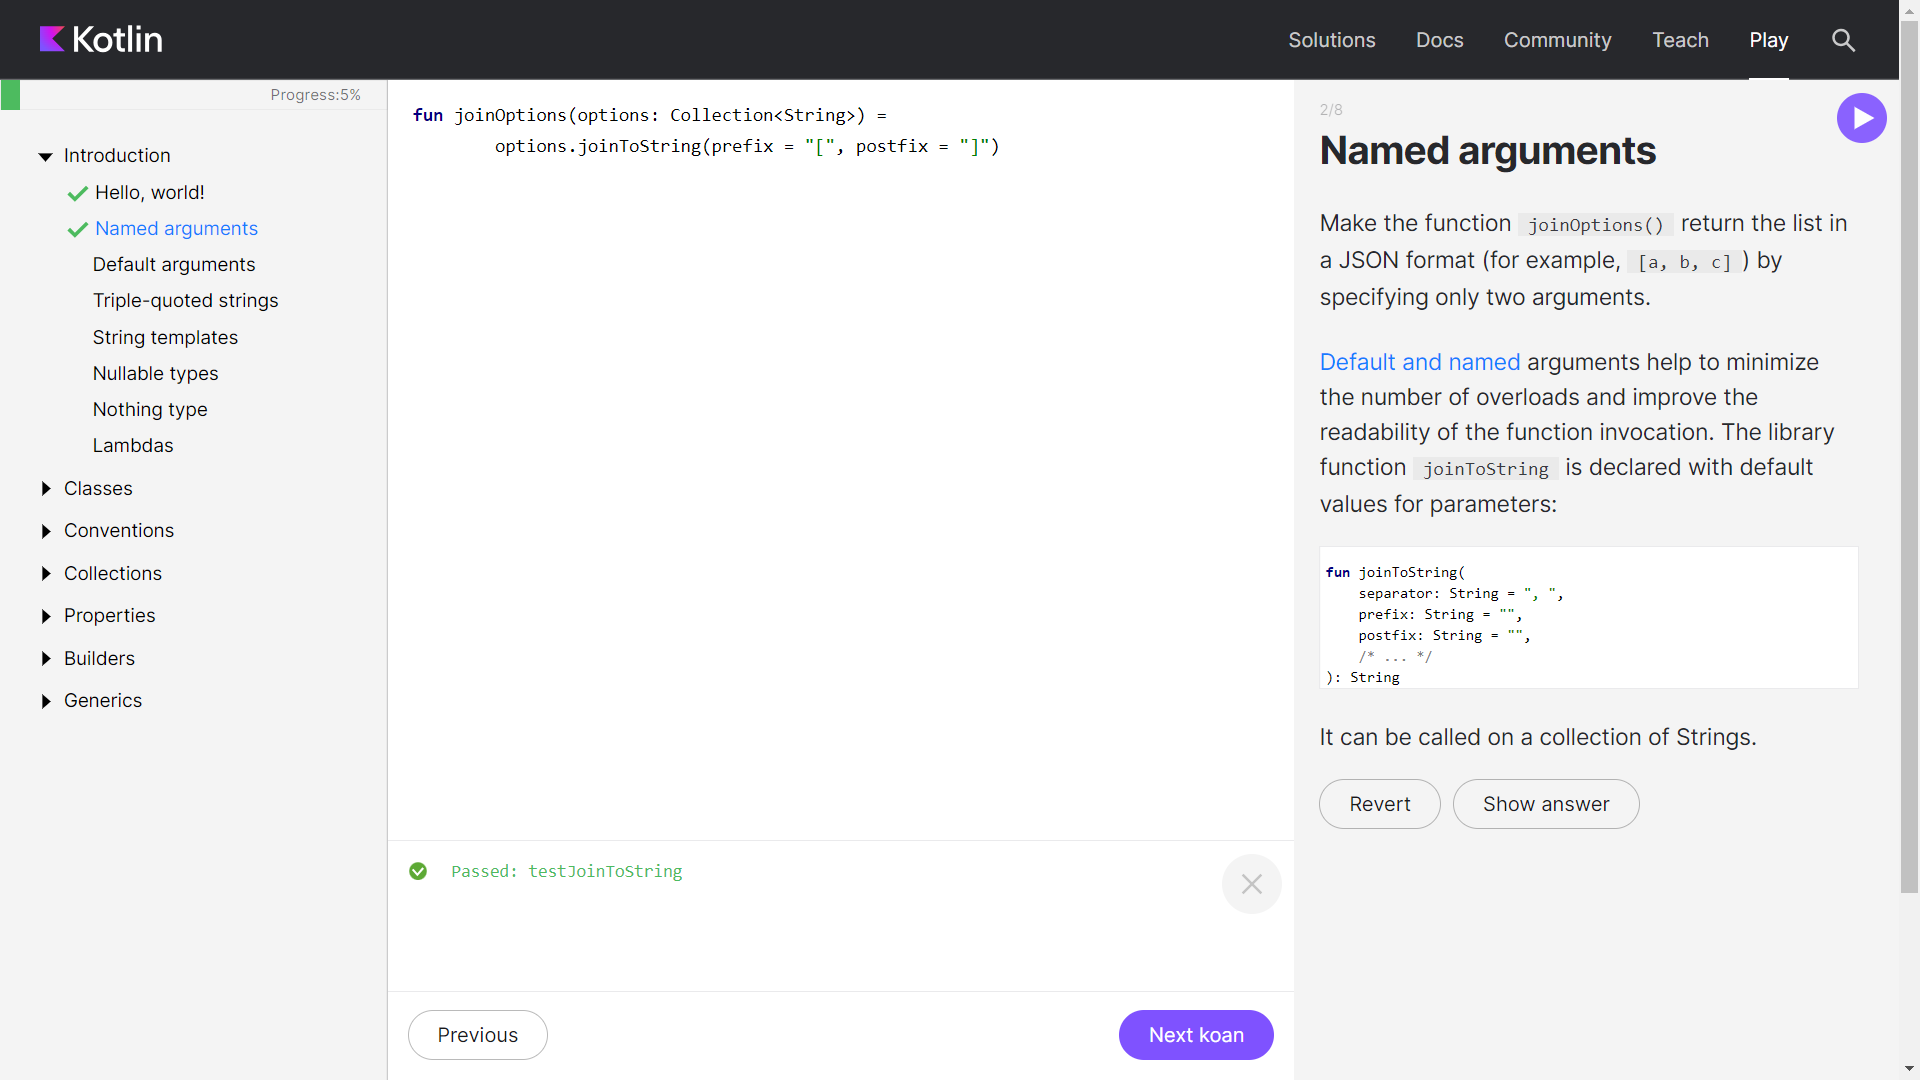 Kotlin
Solutions
Docs
Community
Teach
Play
Progress:5%
Introduction
Hello, world!
Named arguments
Default arguments
Triple-quoted strings
String templates
Nullable types
Nothing type
Lambdas
Classes
Conventions
Collections
Properties
Builders
Generics
fun joinOptions(options: Collection<String>) =
options.joinToString(prefix = "[", postfix = "]")
Passed: testJoinToString
Previous
Next koan
2/8
Named arguments
Make the function joinOptions() return the list in
a JSON format (for example, [a, b, c] ) by
specifying only two arguments.
Default and named arguments help to minimize
the number of overloads and improve the
readability of the function invocation. The library
function joinToString is declared with default
values for parameters:
fun joinToString(
separator: String = ", ",
prefix: String = "",
postfix: String = "",
/* ... */
): String
It can be called on a collection of Strings.
Revert
Show answer